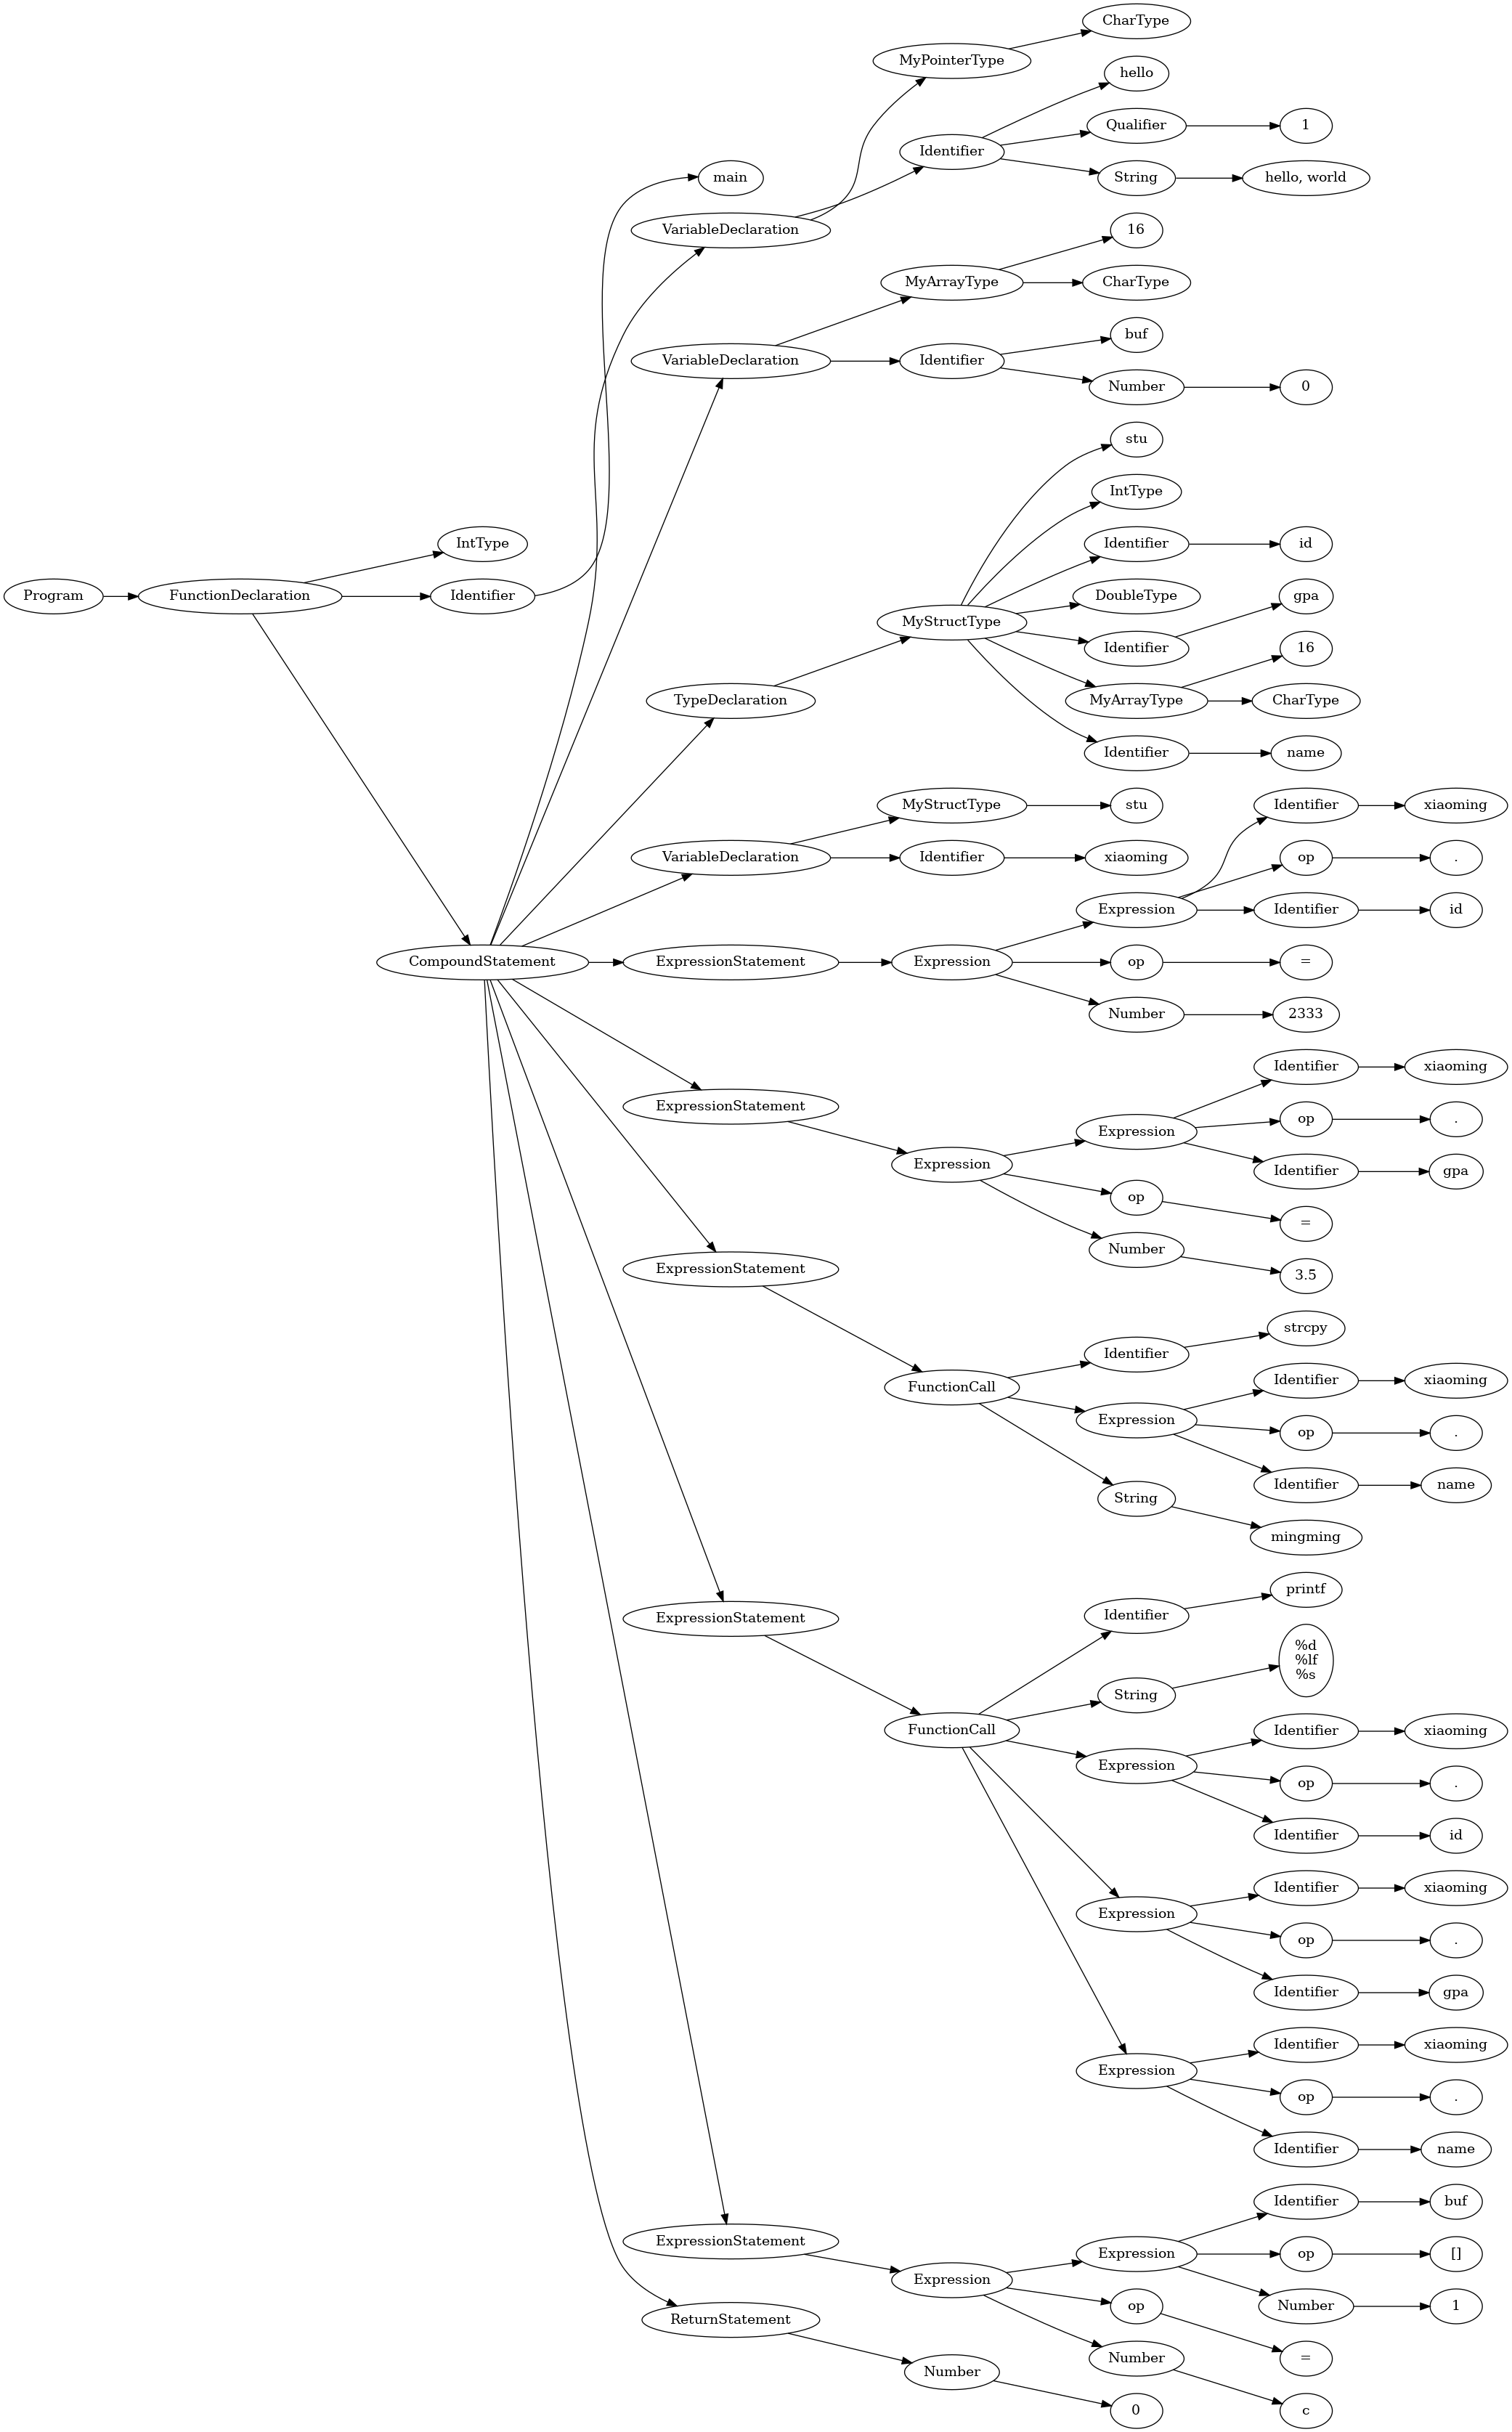 CharType
MyPointerType
hello
Qualifier
1
Identifier
String
hello, world
main
VariableDeclaration
16
MyArrayType
CharType
buf
VariableDeclaration
Identifier
Number
0
stu
IntType
IntType
Identifier
id
Program
FunctionDeclaration
Identifier
DoubleType
gpa
MyStructType
Identifier
16
TypeDeclaration
MyArrayType
CharType
Identifier
name
MyStructType
stu
Identifier
xiaoming
VariableDeclaration
Identifier
xiaoming
op
.
Expression
Identifier
id
CompoundStatement
ExpressionStatement
Expression
op
=
Number
2333
Identifier
xiaoming
ExpressionStatement
Expression
op
.
Expression
Identifier
gpa
op
=
Number
3.5
ExpressionStatement
strcpy
Identifier
FunctionCall
Identifier
xiaoming
Expression
op
.
Identifier
name
String
mingming
printf
ExpressionStatement
Identifier
%d
%lf
%s
String
FunctionCall
Identifier
xiaoming
Expression
op
.
Identifier
id
Identifier
xiaoming
Expression
op
.
Identifier
gpa
Identifier
xiaoming
Expression
op
.
Identifier
name
Identifier
buf
ExpressionStatement
Expression
op
[]
Expression
op
Number
1
ReturnStatement
Number
=
Number
0
c